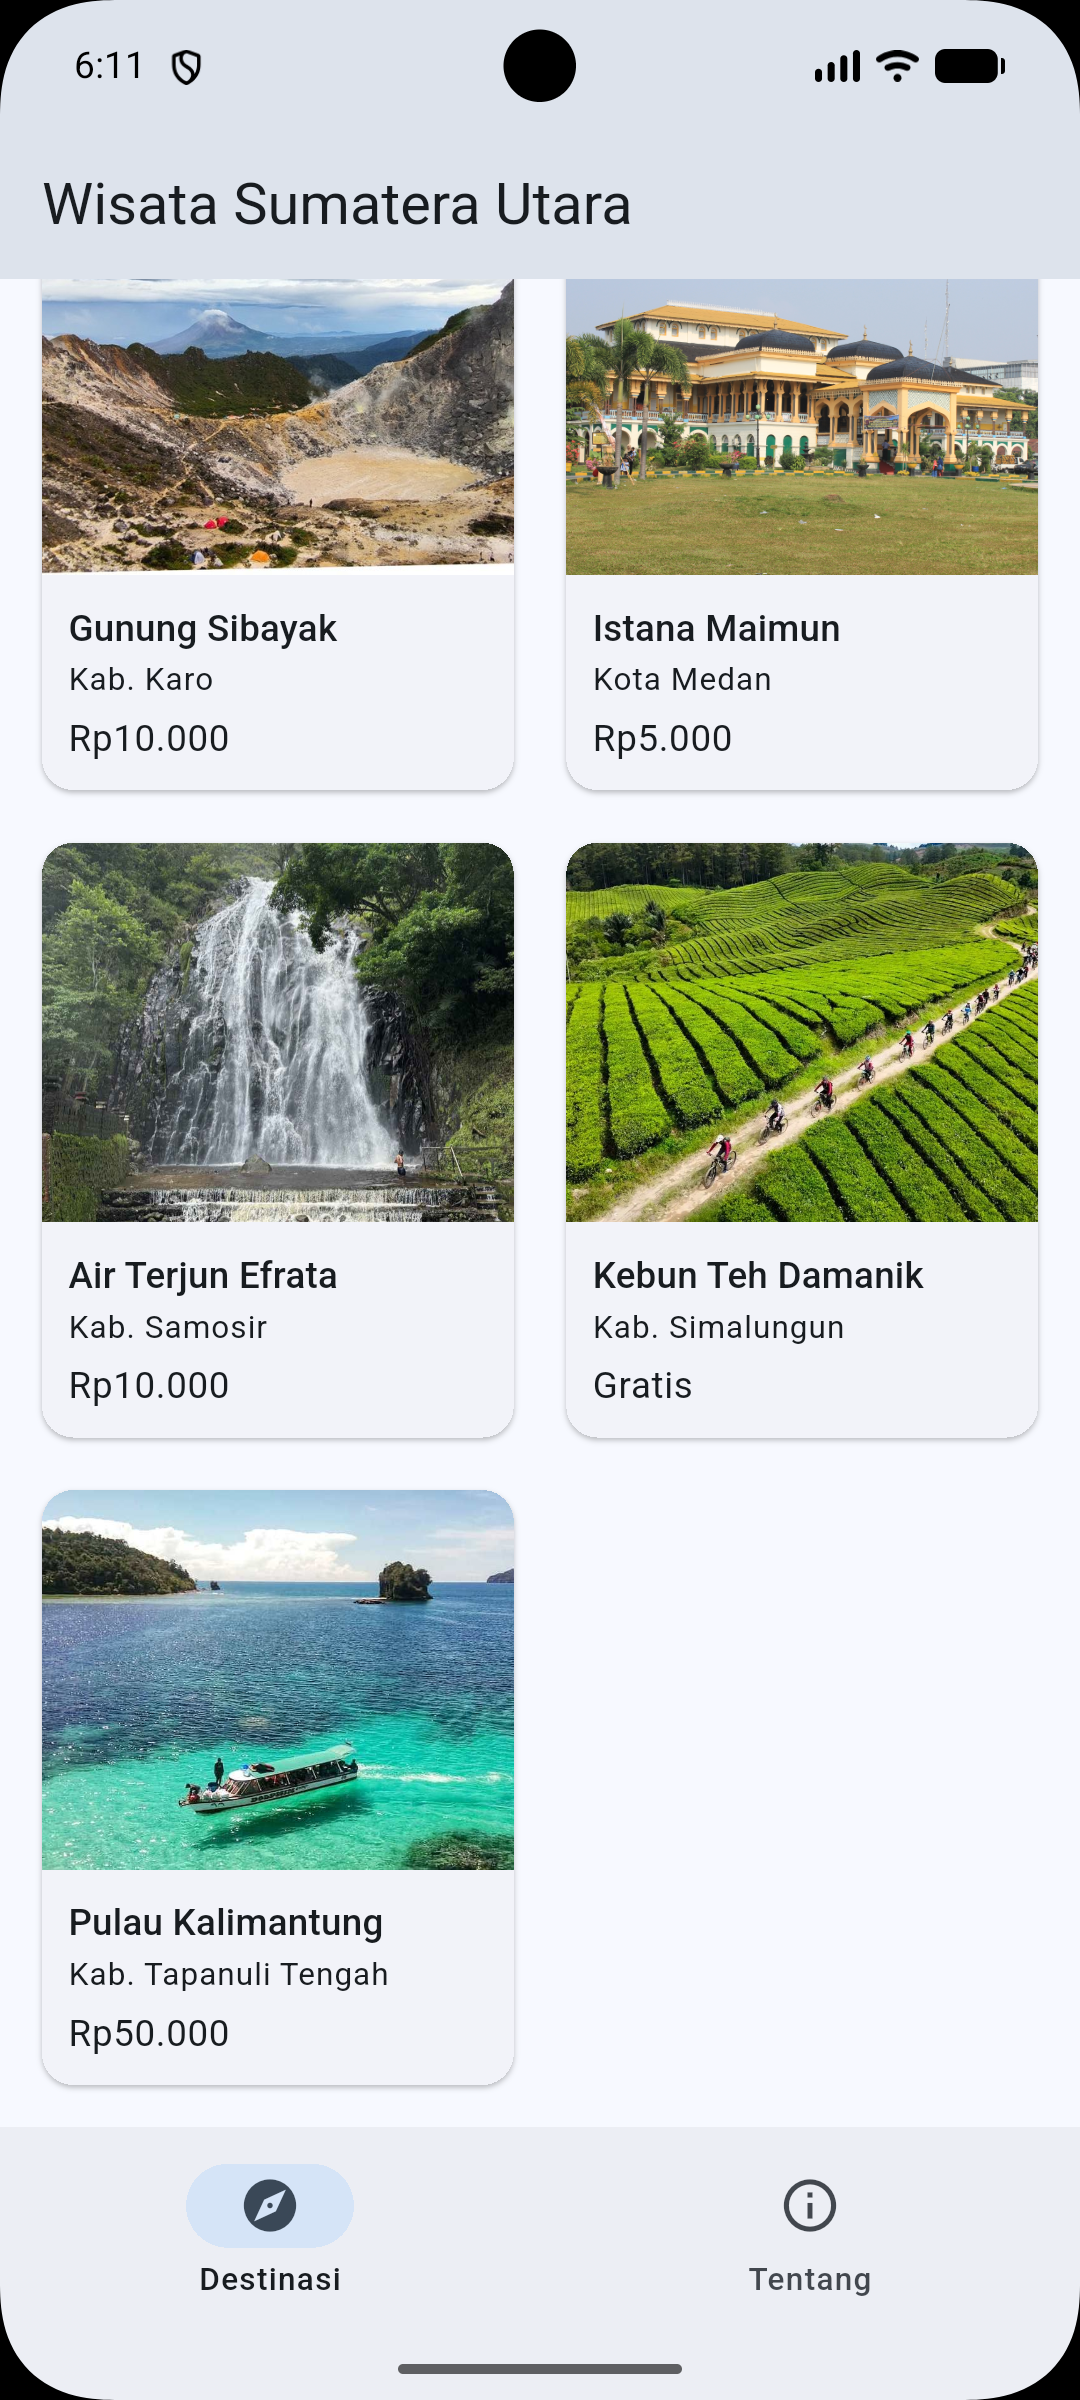 6:11
Wisata Sumatera Utara
Gunung Sibayak
Kab. Karo
Rp10.000
Istana Maimun
Kota Medan
Rp5.000
Air Terjun Efrata
Kab. Samosir
Rp10.000
Kebun Teh Damanik
Kab. Simalungun
Gratis
Pulau Kalimantung
Kab. Tapanuli Tengah
Rp50.000
Destinasi
Tentang